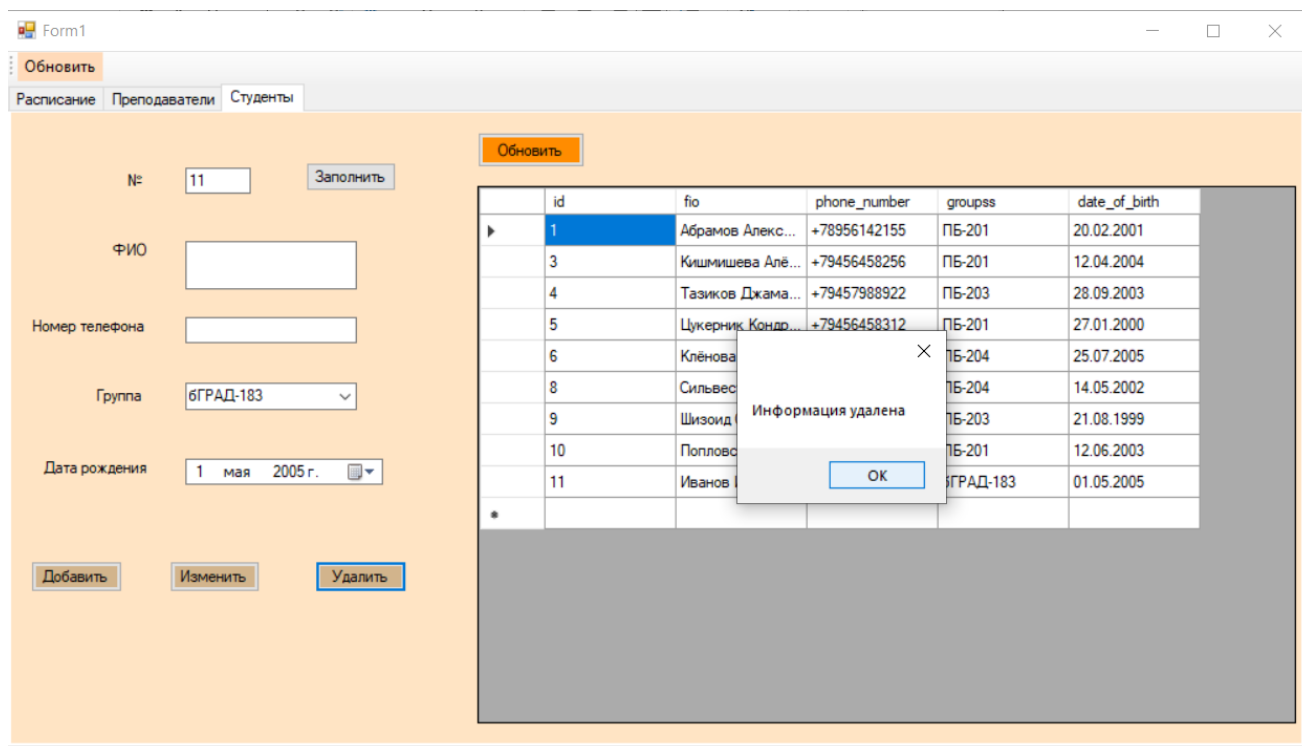 Form1
Обновить
Расписание Преподаватели Студенты
Обновить
№ 11 Заполнить
ФИО
Номер телефона
Группа бГРАД-183
Дата рождения 1 мая 2005 г.
Добавить Изменить Удалить
id fio phone_number groupss date_of_birth
1 Абрамов Алекс... +78956142155 ПБ-201 20.02.2001
3 Кишмишева Алё... +79456458256 ПБ-201 12.04.2004
4 Тазиков Джама... +79457988922 ПБ-203 28.09.2003
5 Цукерник Кондр... +79456458312 ПБ-201 27.01.2000
6 Клёнова ПБ-204 25.07.2005
8 Сильвес ПБ-204 14.05.2002
9 Шизоид ПБ-203 21.08.1999
10 Попловс ПБ-201 12.06.2003
11 Иванов бГРАД-183 01.05.2005
Информация удалена
OK